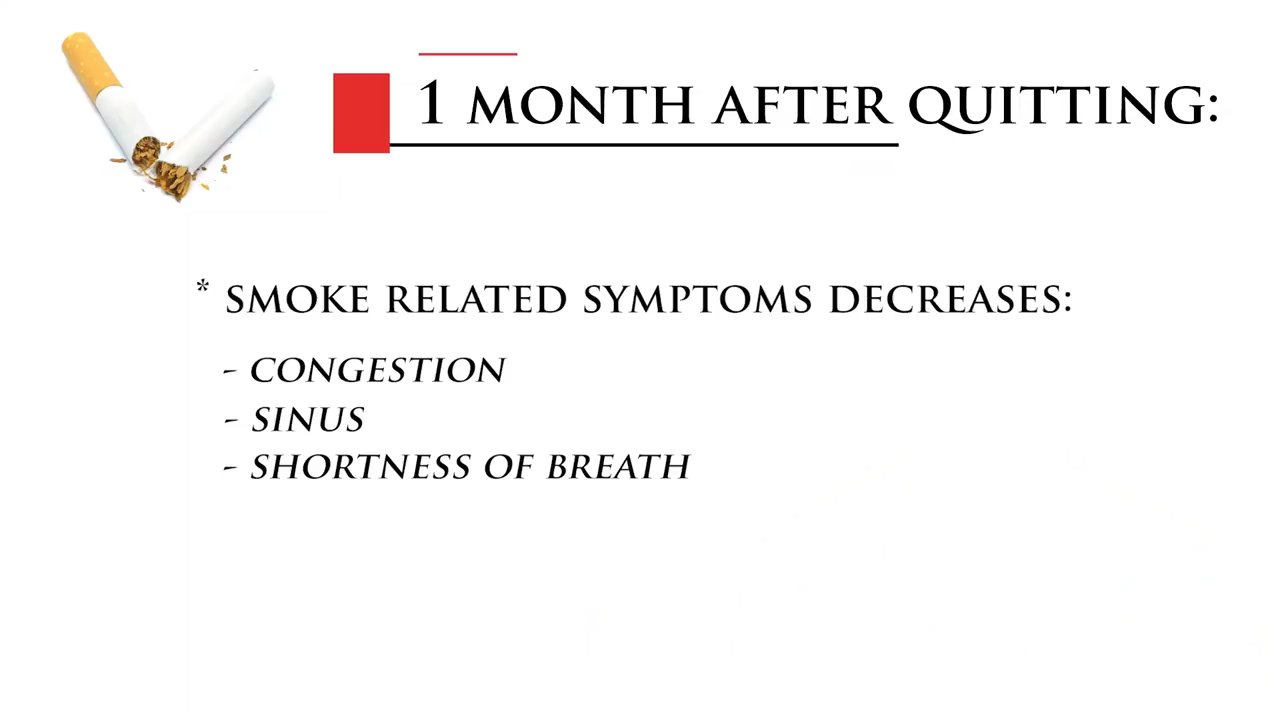 1 MONTH AFTER QUITTING:
* SMOKE RELATED SYMPTOMS DECREASES:
- CONGESTION
- SINUS
- SHORTNESS OF BREATH